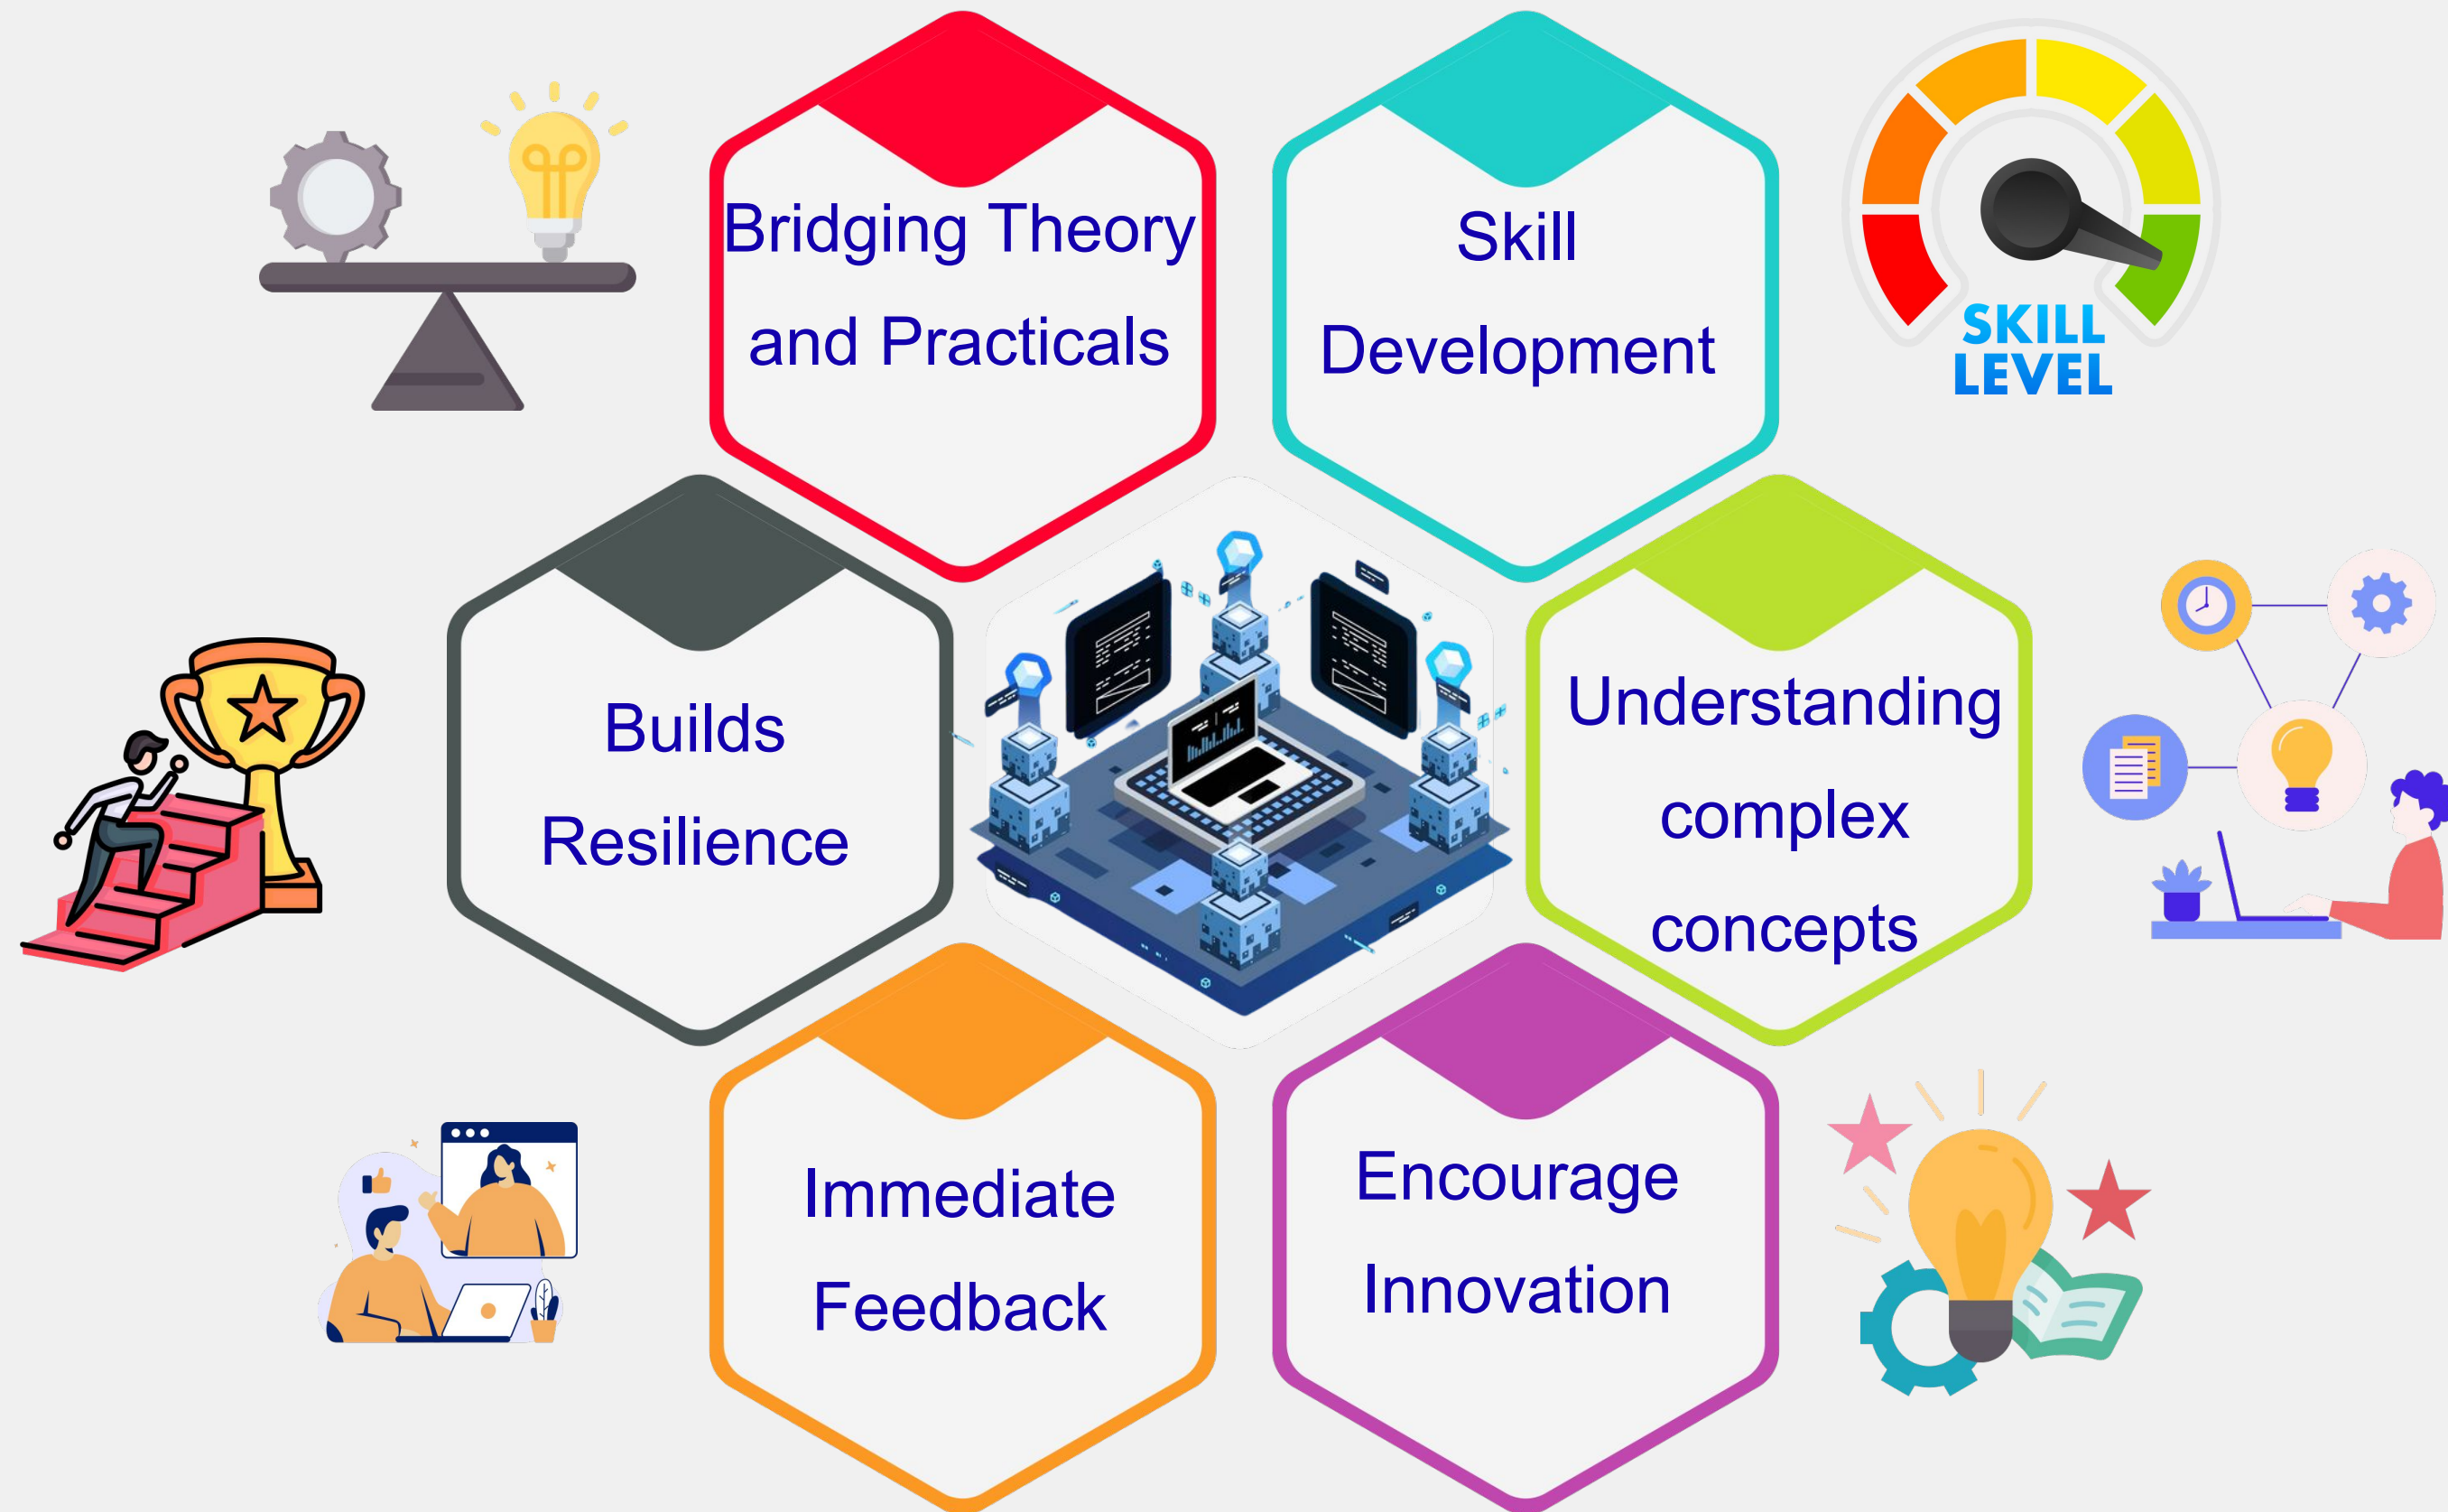 Bridging Theory
and Practicals
Skill
Development
SKILL
LEVEL
Builds
Resilience
Understanding
complex
concepts
Immediate
Feedback
Encourage
Innovation